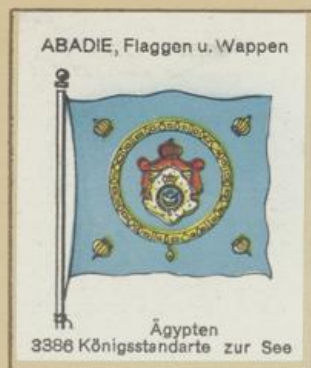 ABADIE, Flaggen u. Wappen
Ägypten
3386 Königsstandarte zur See